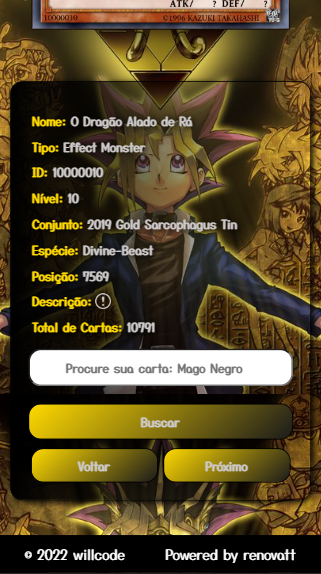 ATK/ ? DEF/ ?
10000010 ©1996 KAZUKI TAKAHASHI
Nome: O Dragão Alado de Rá
Tipo: Effect Monster
ID: 10000010
Nível: 10
Conjunto: 2019 Gold Sarcophagus Tin
Espécie: Divine-Beast
Posição: 7569
Descrição: !
Total de Cartas: 10791
Procure sua carta: Mago Negro
Buscar
Voltar Próximo
© 2022 willcode Powered by renovatt